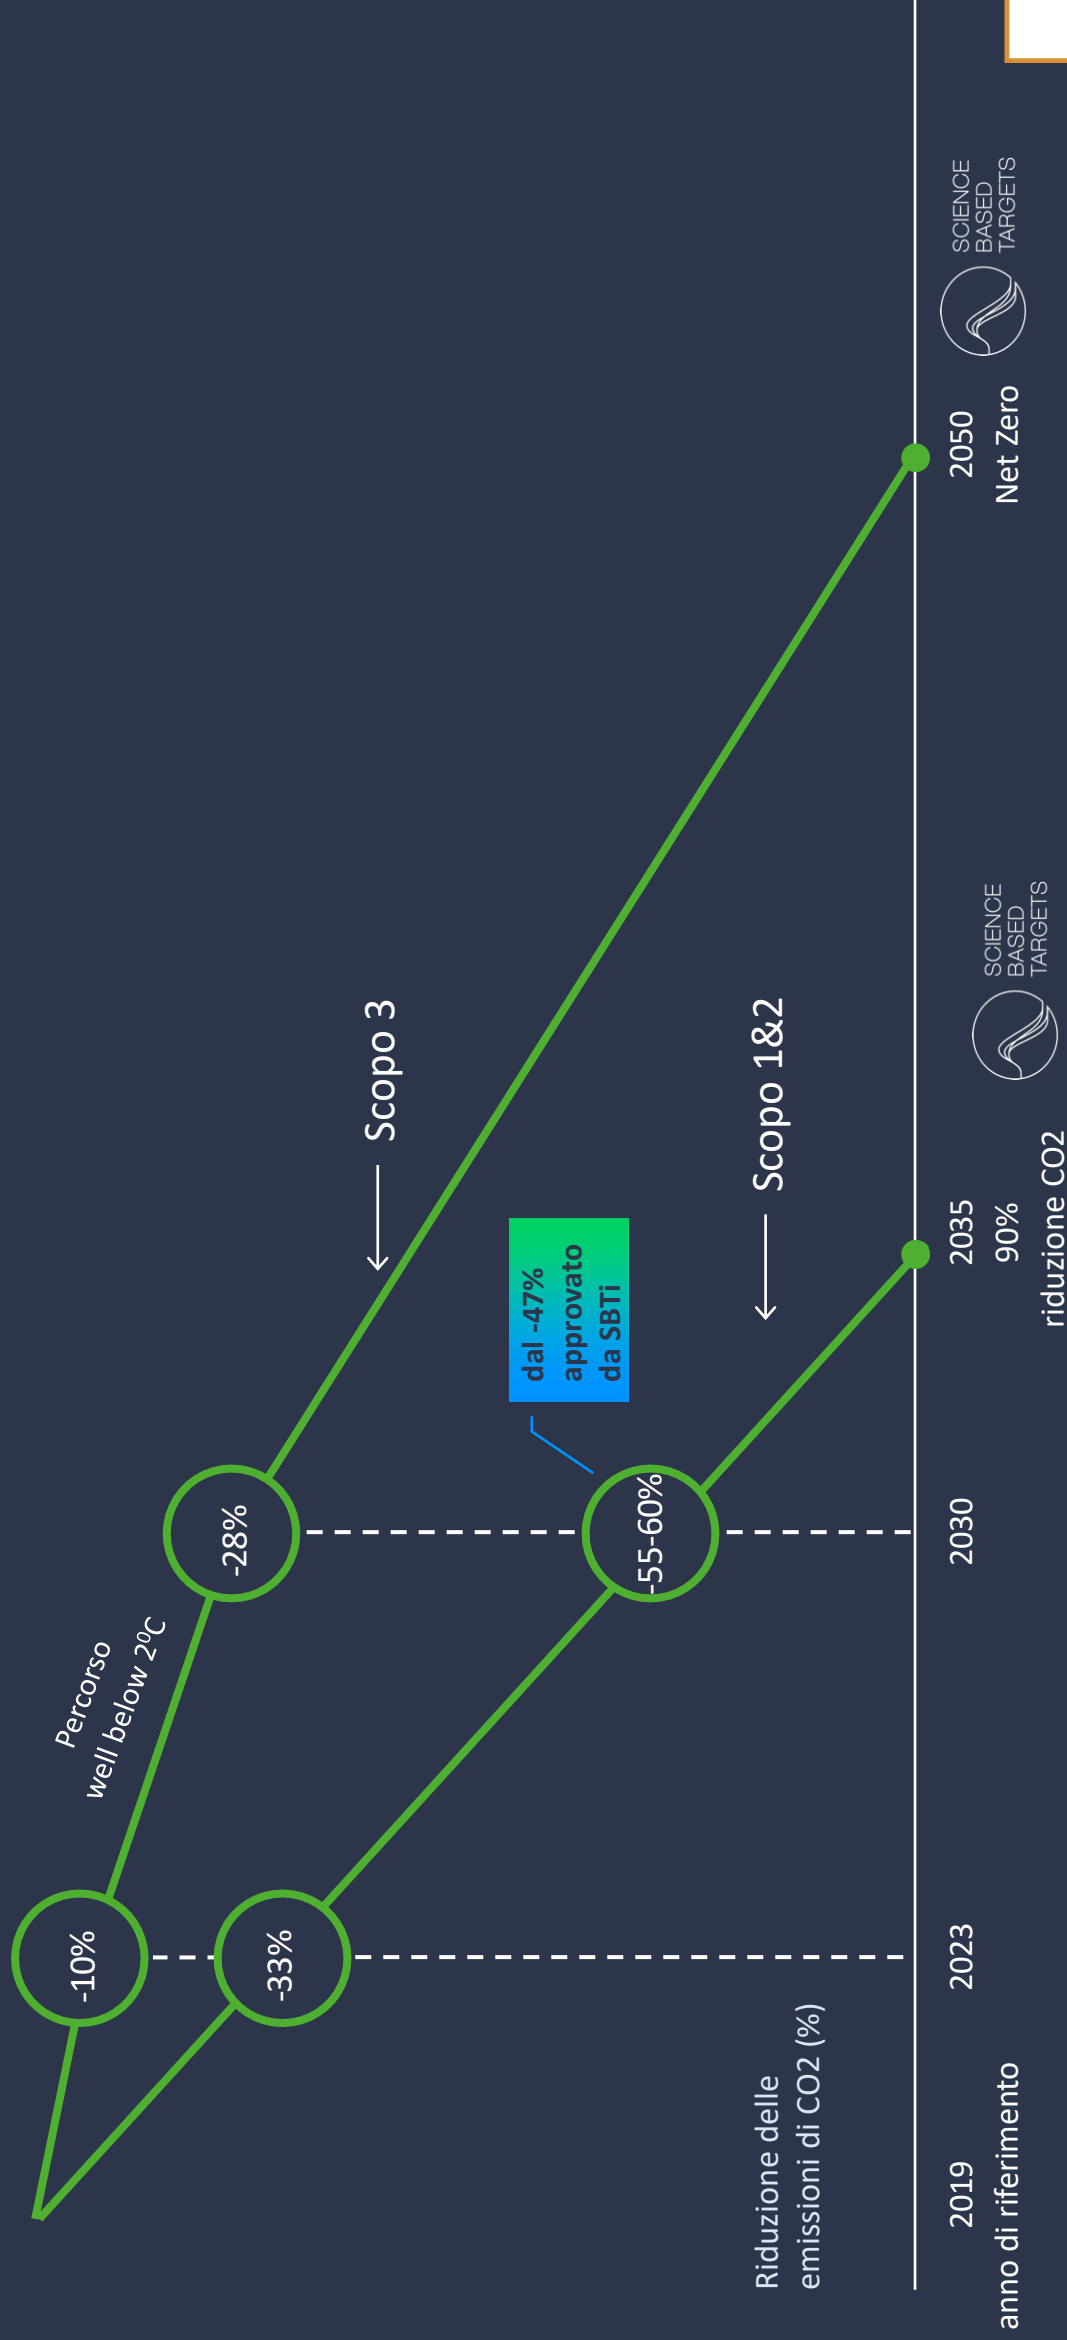 -10%
Percorso
well below 2⁰C
-28%
-33%
Scopo 3
dal -47%
approvato
da SBTi
-55-60%
Scopo 1&2
Riduzione delle
emissioni di CO2 (%)
2019
anno di riferimento
2023
2030
2035
90%
riduzione CO2
SCIENCE
BASED
TARGETS
2050
Net Zero
SCIENCE
BASED
TARGETS